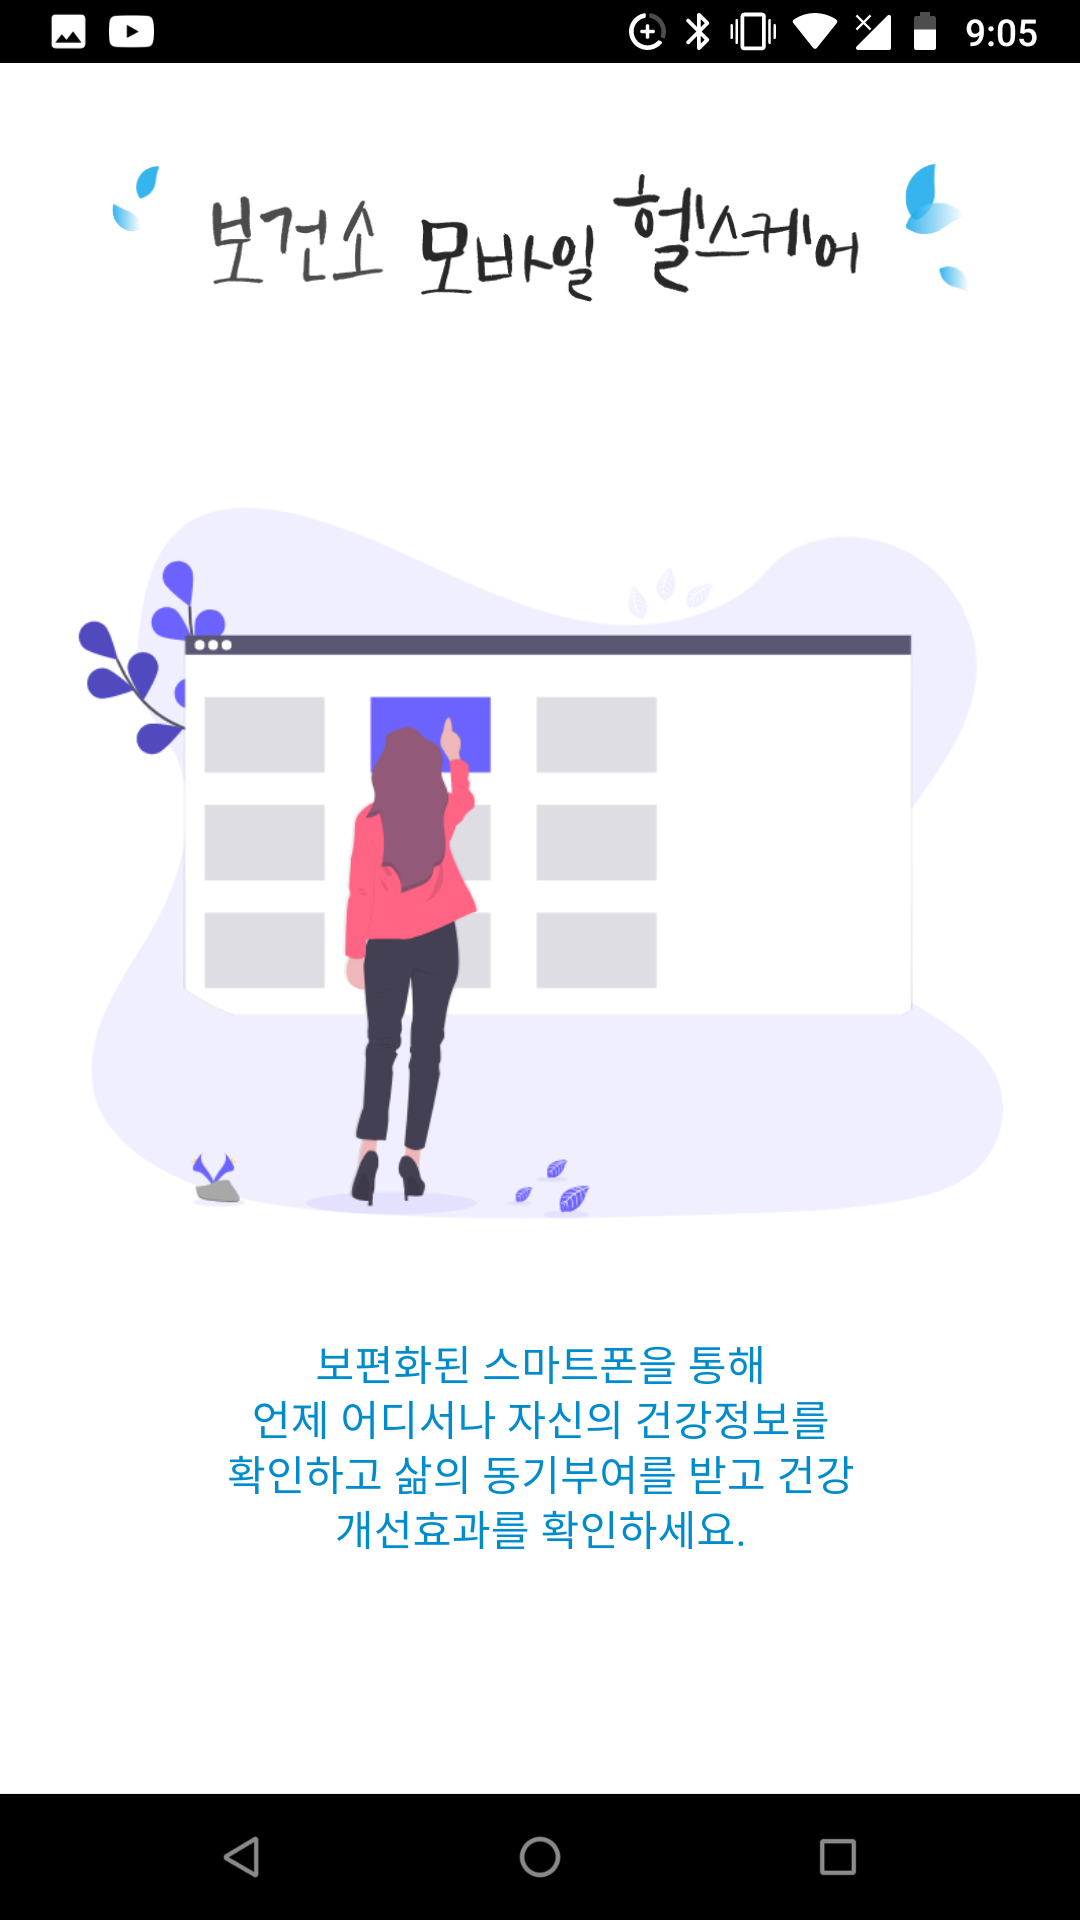 9:05
보건소 모바일 헬스케어
보편화된 스마트폰을 통해
언제 어디서나 자신의 건강정보를
확인하고 삶의 동기부여를 받고 건강
개선효과를 확인하세요.